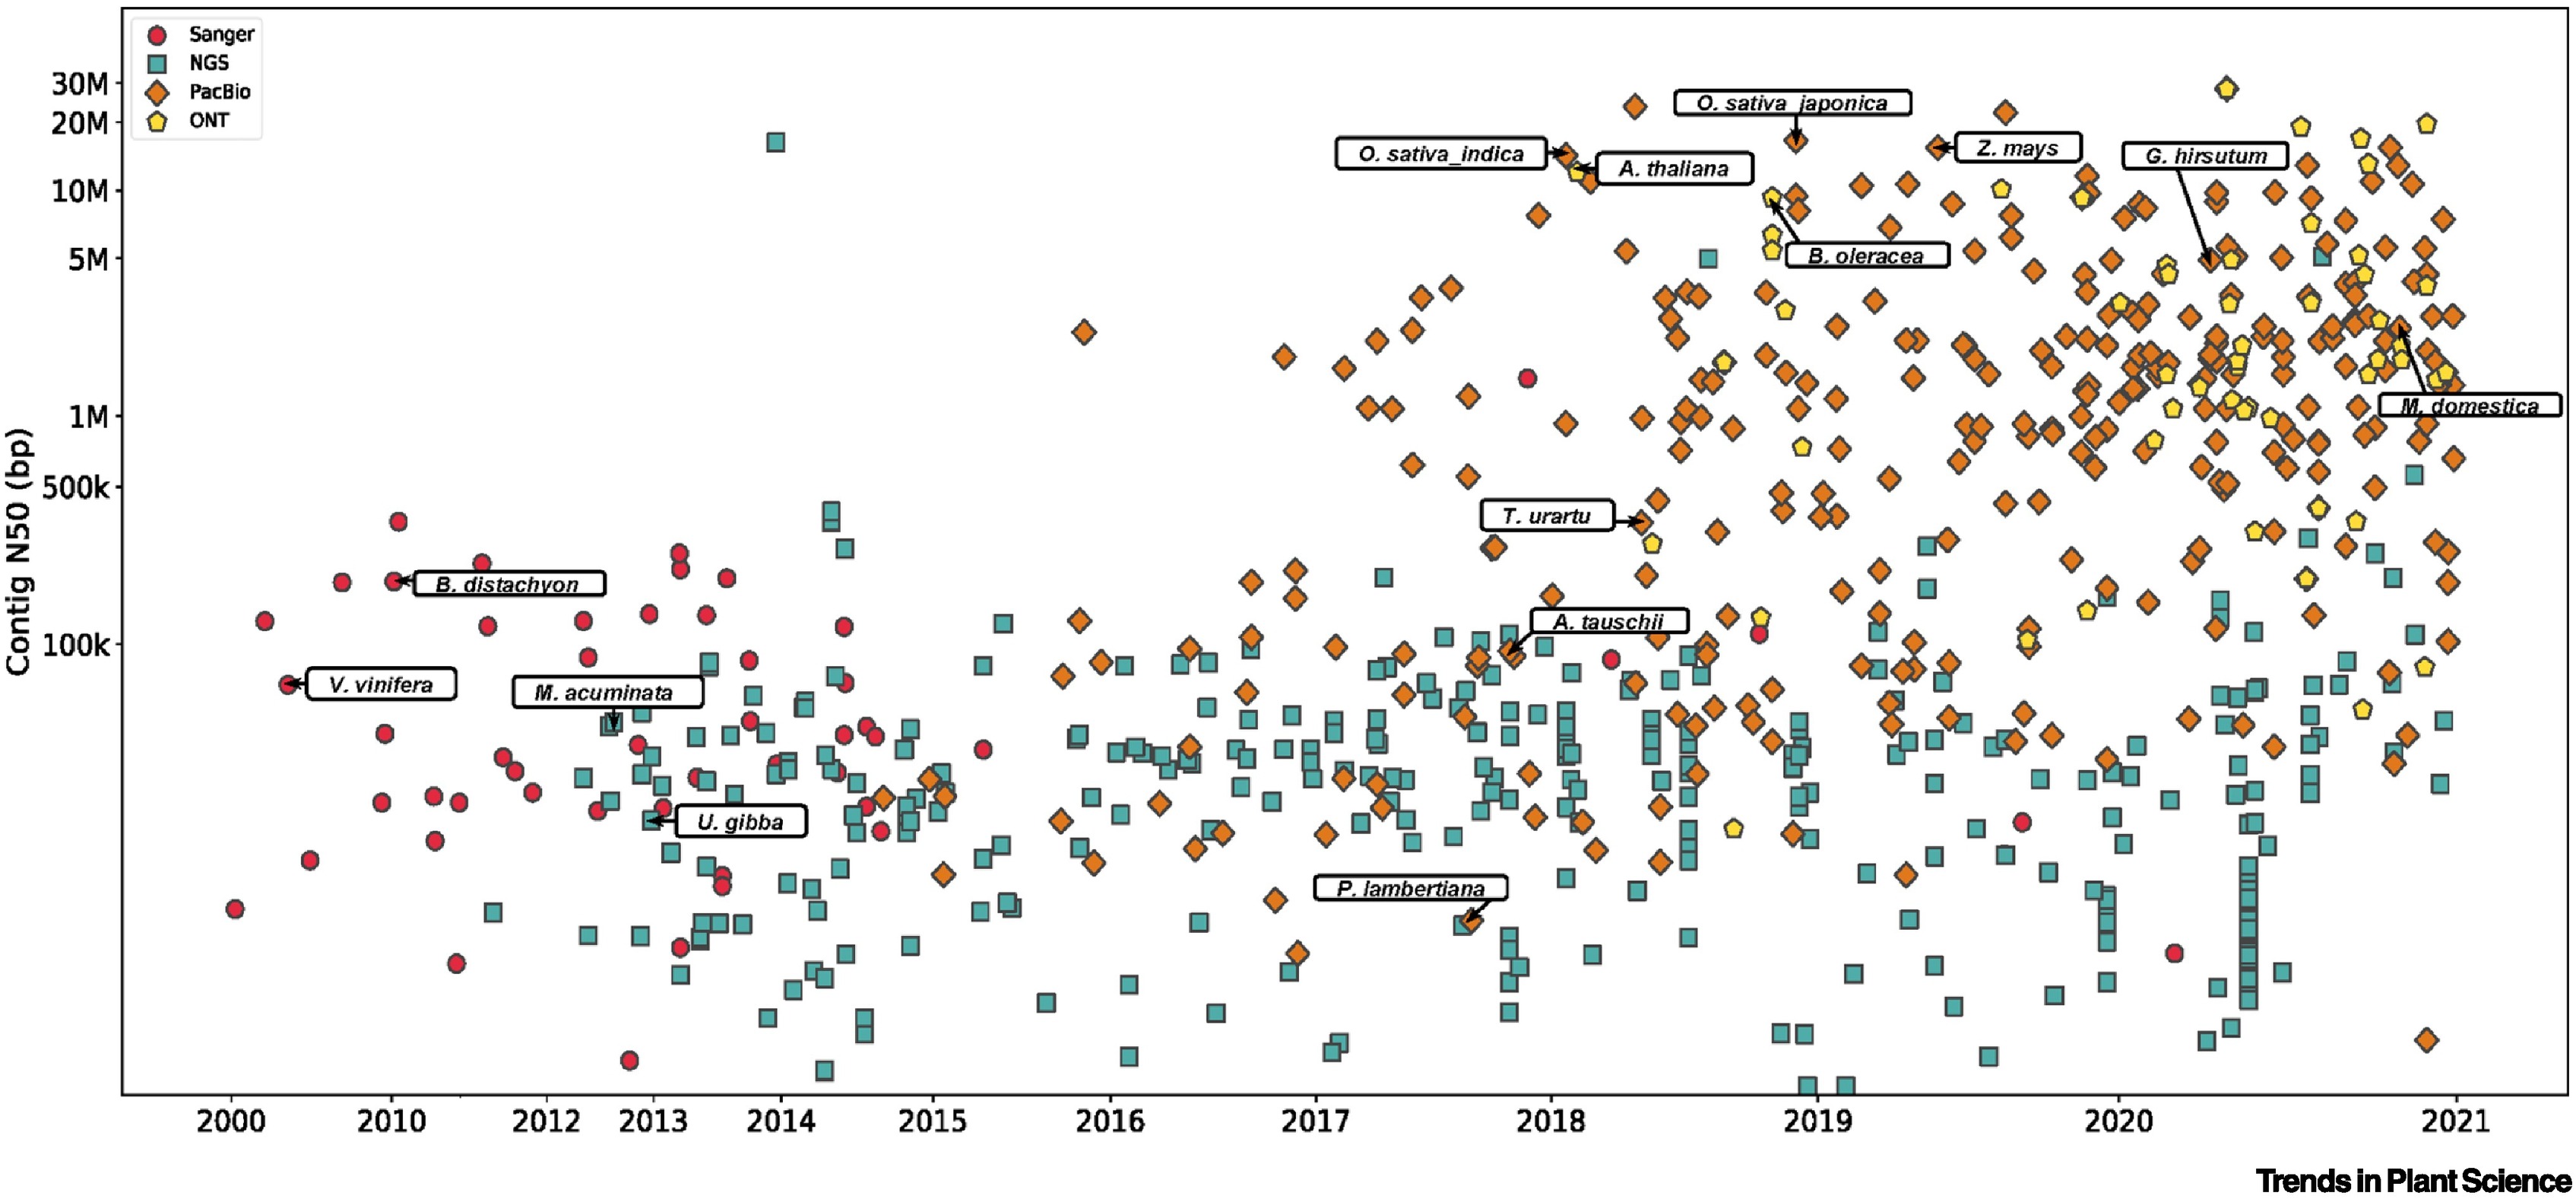 Sanger
NGS
PacBio
ONT
30M
20M
10M
5M
1M
500k
100k
Contig N50 (bp)
O. sativa_japonica
O. sativa_indica
A. thaliana
Z. mays
G. hirsutum
B. oleracea
M. domestica
T. urartu
B. distachyon
A. tauschii
V. vinifera
M. acuminata
U. gibba
P. lambertiana
2000 2010 2012 2013 2014 2015 2016 2017 2018 2019 2020 2021
Trends in Plant Science